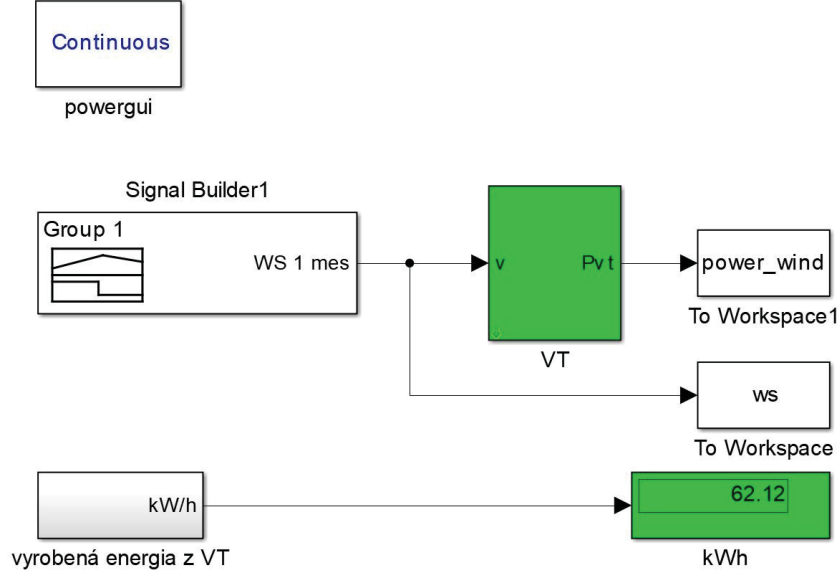 Continuous
powergui
Signal Builder1
Group 1
WS 1 mes
v
Pvt
VT
power_wind
To Workspace1
ws
To Workspace
kW/h
vyrobená energia z VT
62.12
kWh